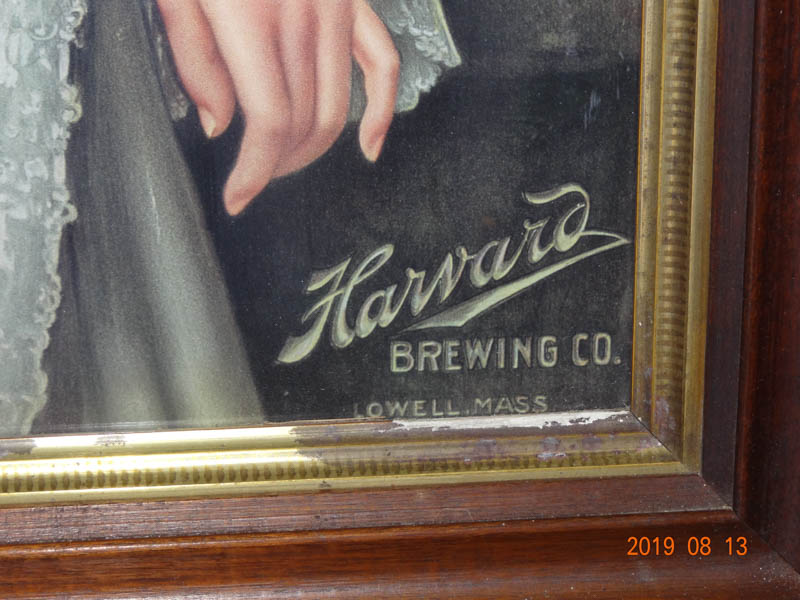 Harvard
BREWING CO.
LOWELL, MASS
2019 08 13